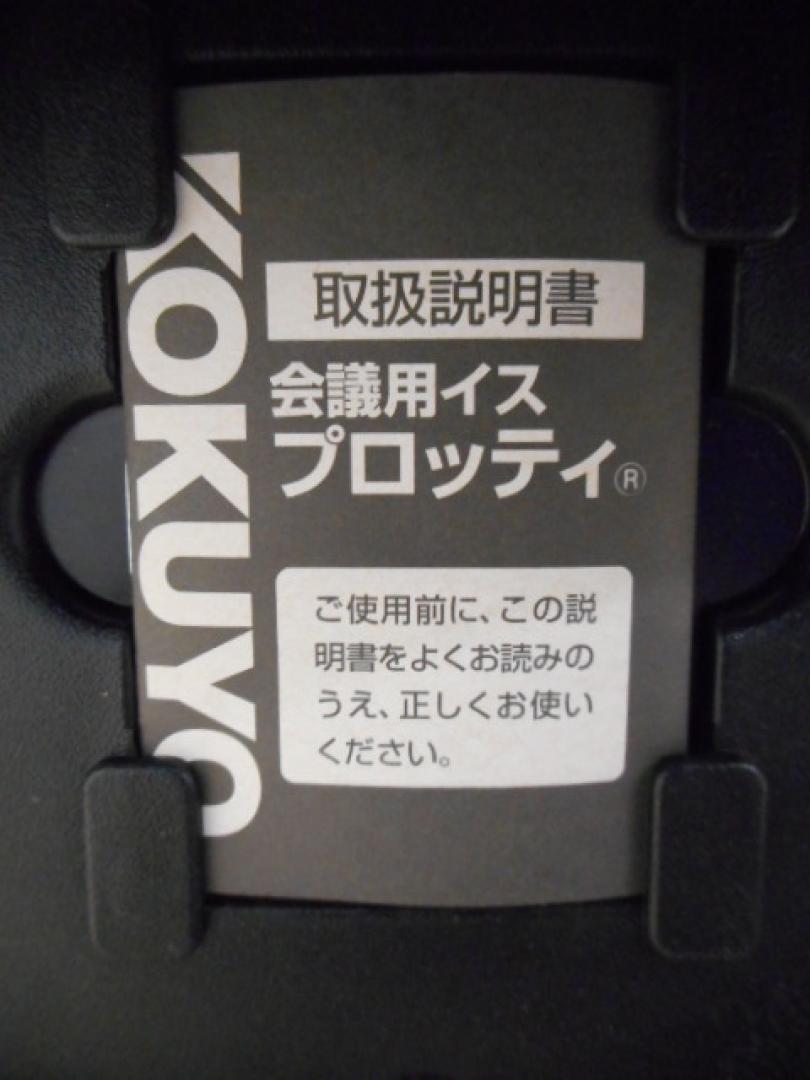 KOKUYO
取扱説明書
会議用イス
プロッティ®
ご使用前に、この説
明書をよくお読みの
うえ、正しくお使い
ください。